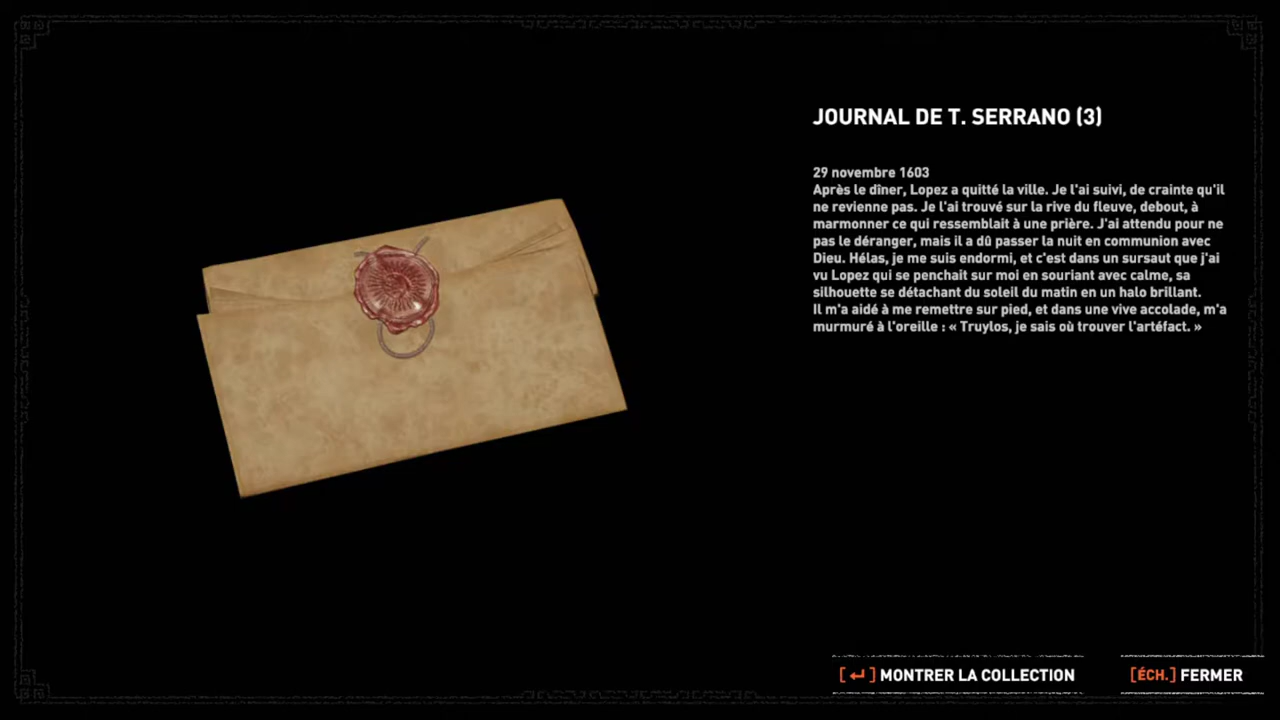 JOURNAL DE T. SERRANO (3)
29 novembre 1603
Après le dîner, Lopez a quitté la ville. Je l'ai suivi, de crainte qu'il
ne revienne pas. Je l'ai trouvé sur la rive du fleuve, debout, à
marmonner ce qui ressemblait à une prière. J'ai attendu pour ne
pas le déranger, mais il a dû passer la nuit en communion avec
Dieu. Hélas, je me suis endormi, et c'est dans un sursaut que j'ai
vu Lopez qui se penchait sur moi en souriant avec calme, sa
silhouette se détachant du soleil du matin en un halo brillant.
Il m'a aidé à me remettre sur pied, et dans une vive accolade, m'a
murmuré à l'oreille : « Truylos, je sais où trouver l'artéfact. »
[↵] MONTRER LA COLLECTION
[ÉCH.] FERMER